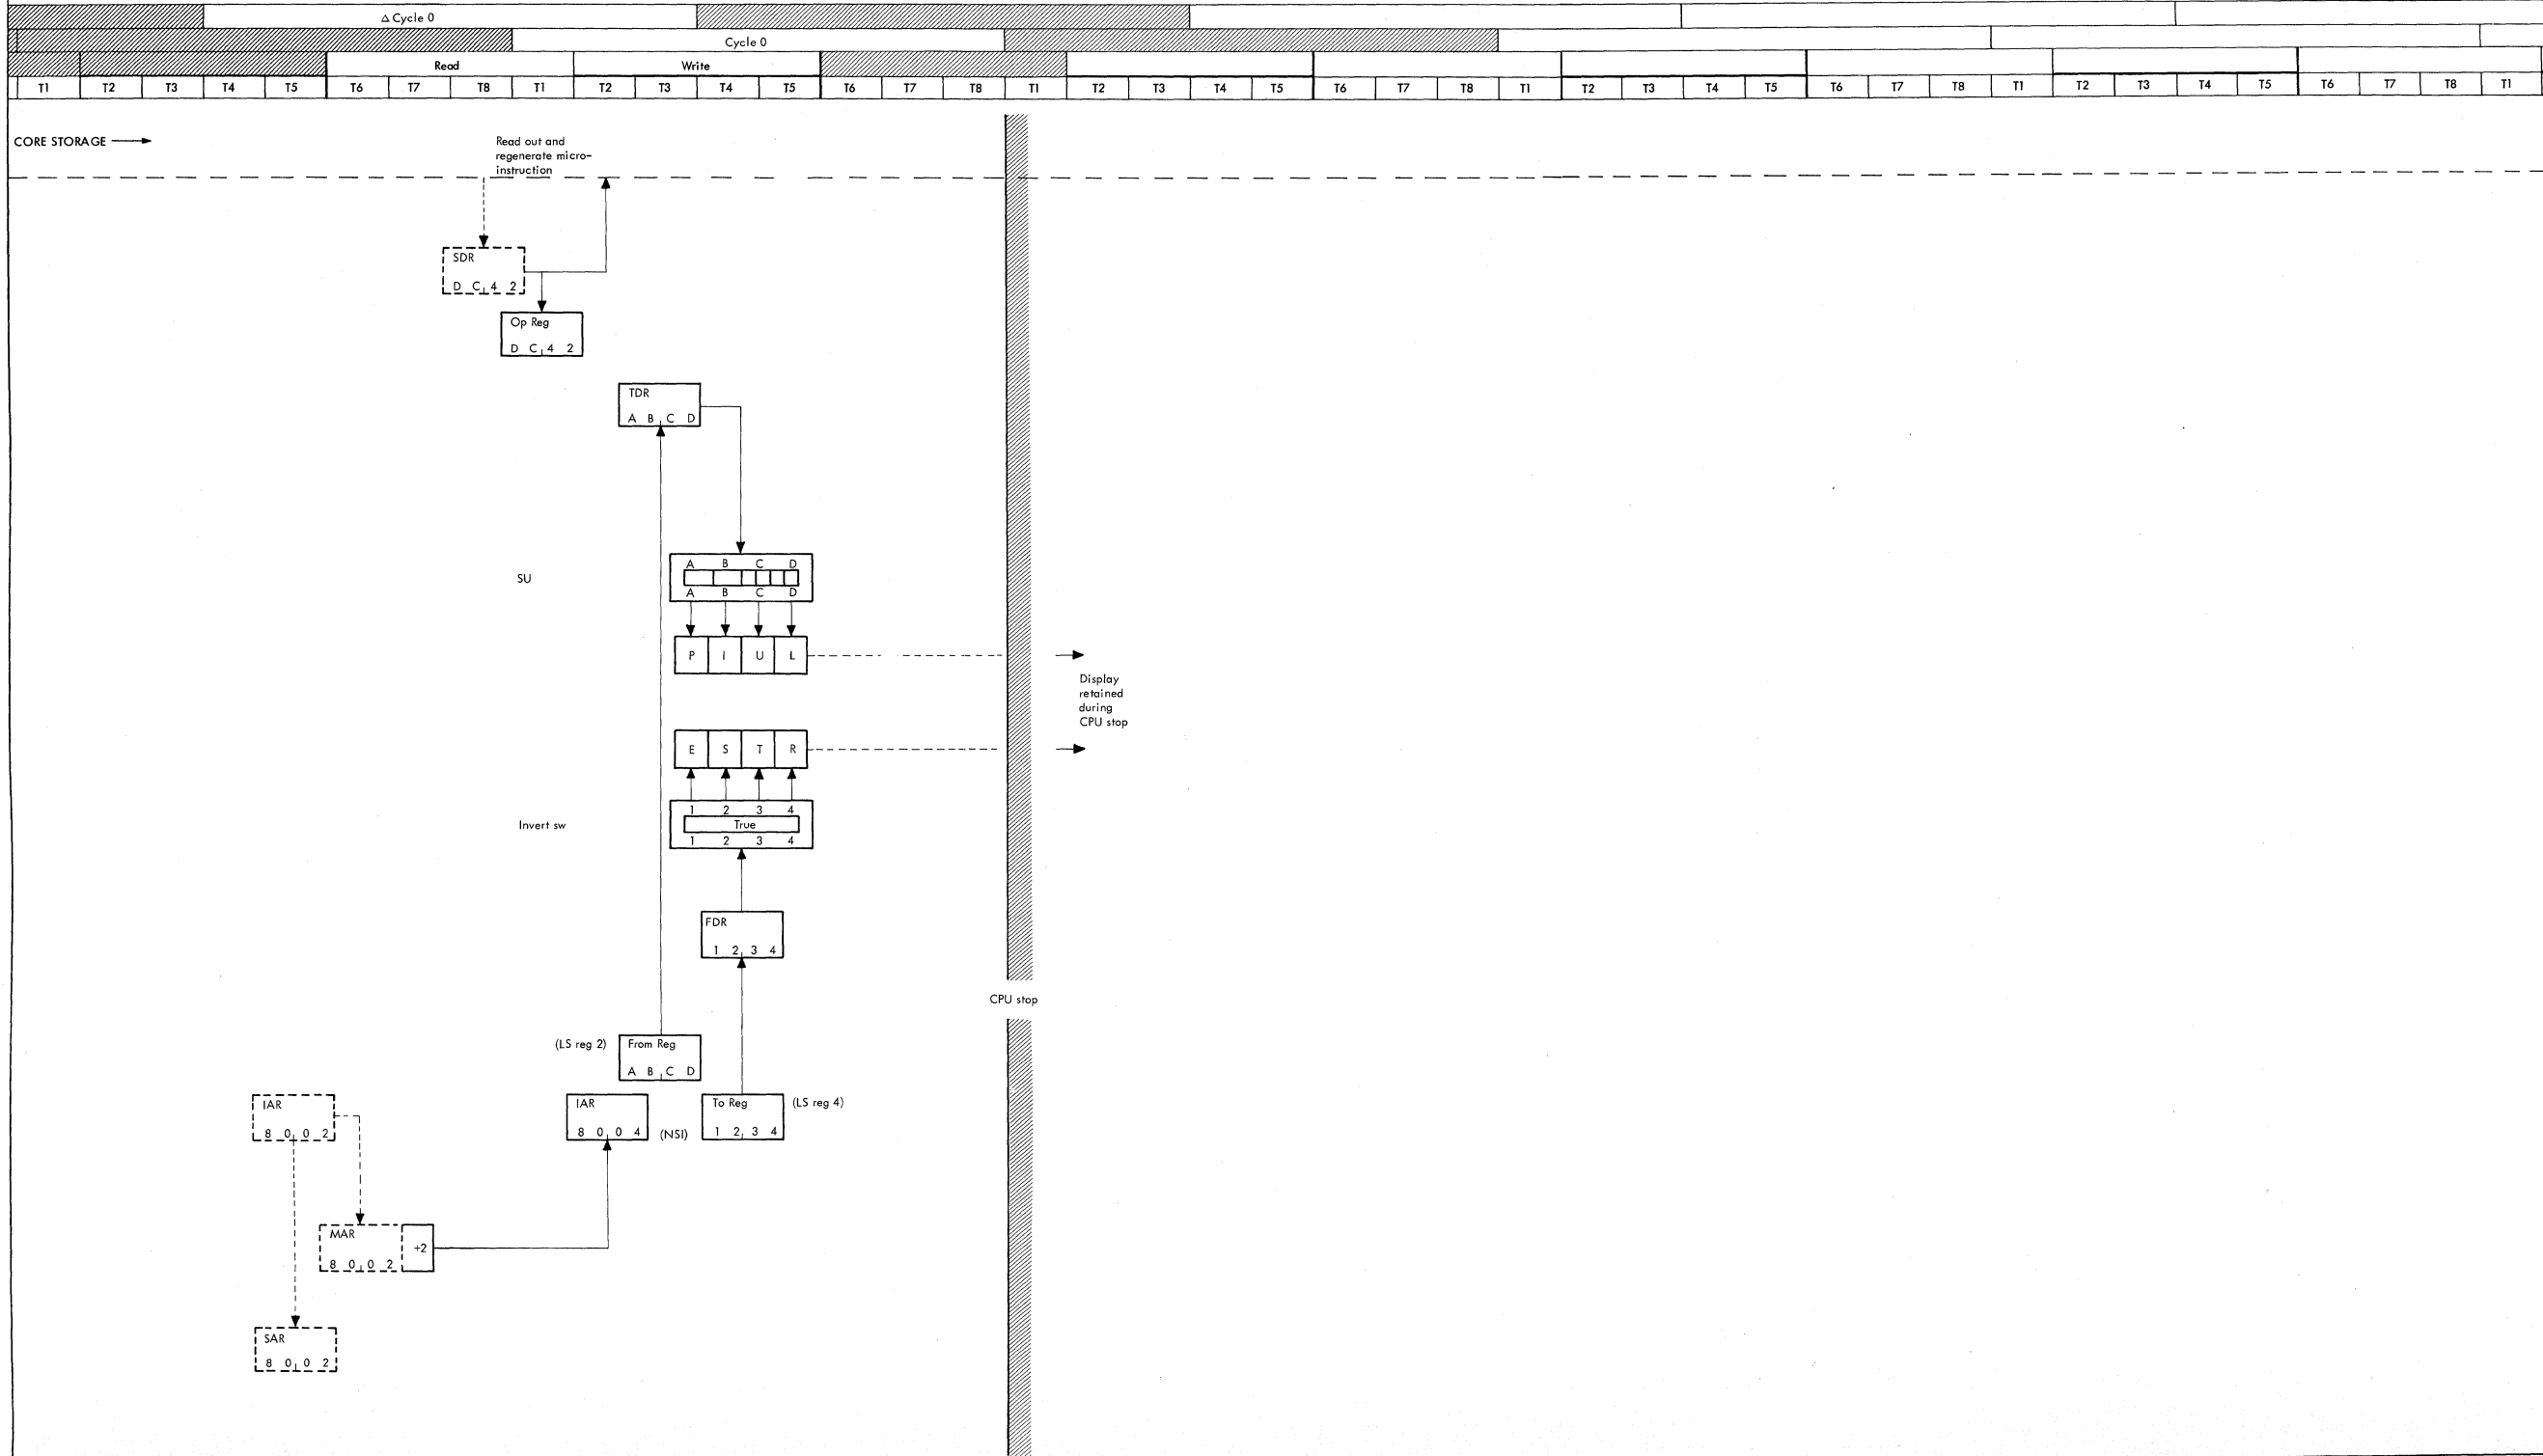 Δ Cycle 0
Cycle 0
Read Write
T1 T2 T3 T4 T5 T6 T7 T8 T1 T2 T3 T4 T5 T6 T7 T8 T1 T2 T3 T4 T5 T6 T7 T8 T1 T2 T3 T4 T5 T6 T7 T8 T1 T2 T3 T4 T5 T6 T7 T8 T1
CORE STORAGE
Read out and
regenerate micro-
instruction
SDR
D C 4 2
Op Reg
D C 4 2
TDR
A B C D
SU
A B C D
A B C D
P I U L
Display
retained
during
CPU stop
E S T R
Invert sw
1 2 3 4
True
1 2 3 4
FDR
1 2 3 4
CPU stop
(LS reg 2)
From Reg
A B C D
IAR
8 0 0 2
IAR
8 0 0 4
(NSI)
To Reg
1 2 3 4
(LS reg 4)
MAR
8 0 0 2
+2
SAR
8 0 0 2